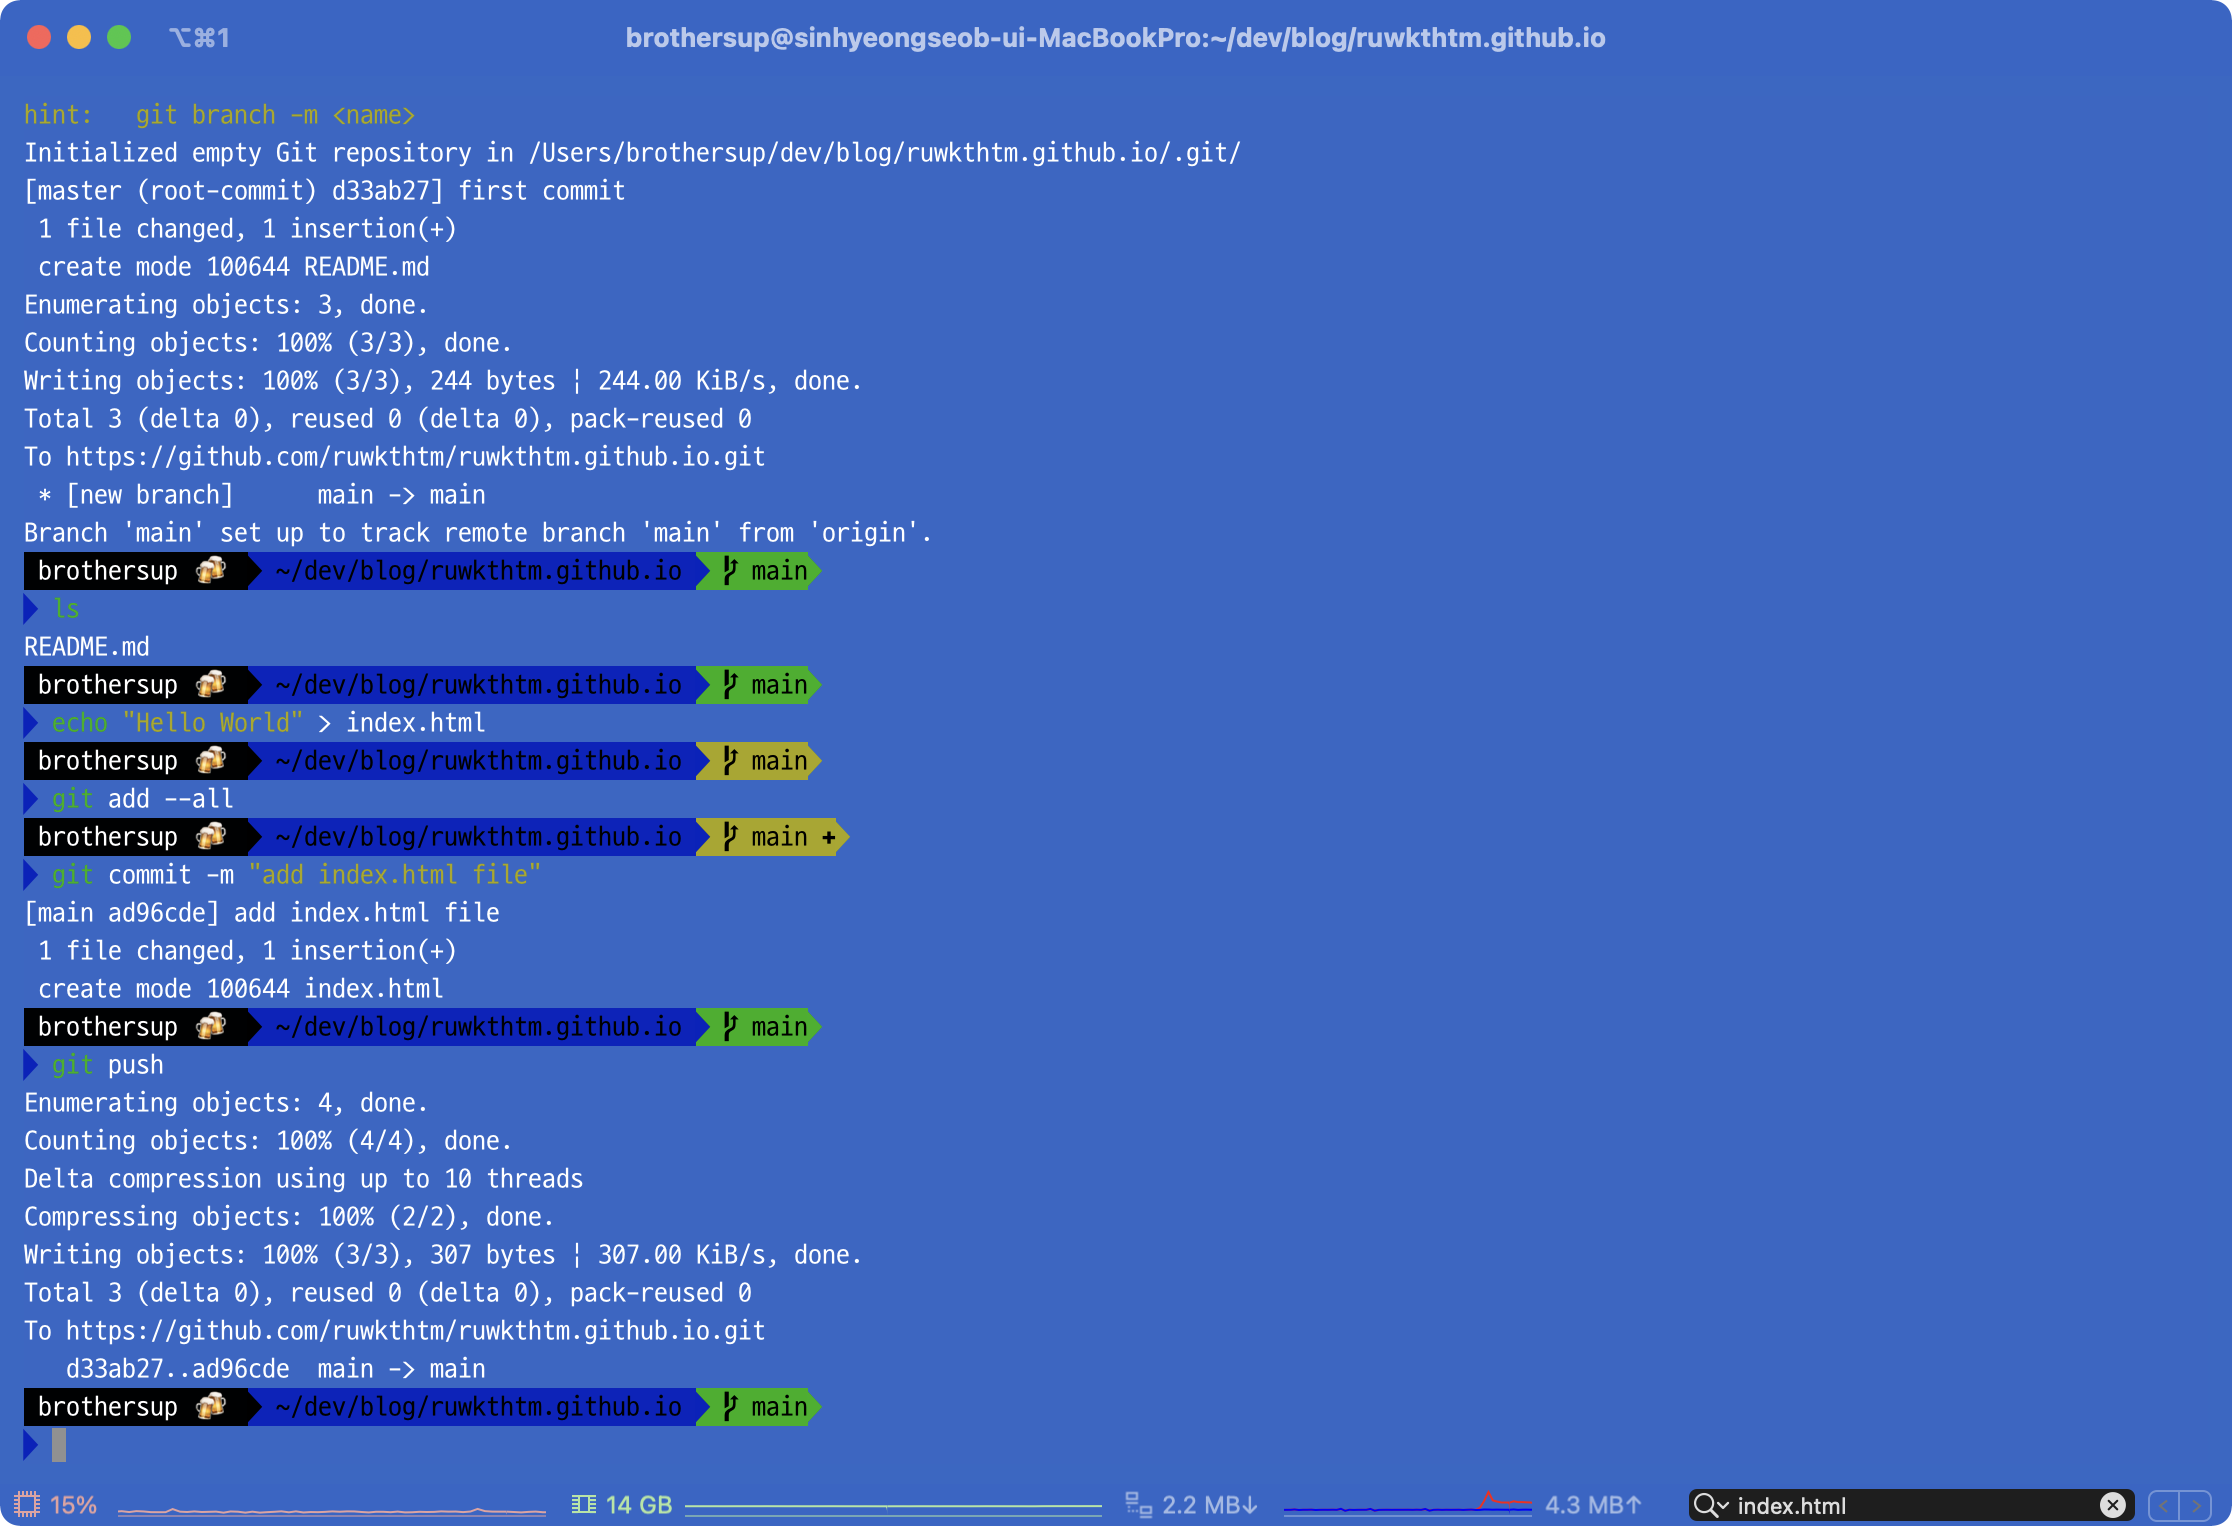 ⌥⌘1
brothersup@sinhyeongseob-ui-MacBookPro:~/dev/blog/ruwkthtm.github.io
hint:   git branch -m <name>
Initialized empty Git repository in /Users/brothersup/dev/blog/ruwkthtm.github.io/.git/
[master (root-commit) d33ab27] first commit
 1 file changed, 1 insertion(+)
 create mode 100644 README.md
Enumerating objects: 3, done.
Counting objects: 100% (3/3), done.
Writing objects: 100% (3/3), 244 bytes ¦ 244.00 KiB/s, done.
Total 3 (delta 0), reused 0 (delta 0), pack-reused 0
To https://github.com/ruwkthtm/ruwkthtm.github.io.git
 * [new branch]      main -> main
Branch 'main' set up to track remote branch 'main' from 'origin'.
brothersup 🍻 ~/dev/blog/ruwkthtm.github.io main
ls
README.md
brothersup 🍻 ~/dev/blog/ruwkthtm.github.io main
echo "Hello World" > index.html
brothersup 🍻 ~/dev/blog/ruwkthtm.github.io main
git add --all
brothersup 🍻 ~/dev/blog/ruwkthtm.github.io main +
git commit -m "add index.html file"
[main ad96cde] add index.html file
 1 file changed, 1 insertion(+)
 create mode 100644 index.html
brothersup 🍻 ~/dev/blog/ruwkthtm.github.io main
git push
Enumerating objects: 4, done.
Counting objects: 100% (4/4), done.
Delta compression using up to 10 threads
Compressing objects: 100% (2/2), done.
Writing objects: 100% (3/3), 307 bytes ¦ 307.00 KiB/s, done.
Total 3 (delta 0), reused 0 (delta 0), pack-reused 0
To https://github.com/ruwkthtm/ruwkthtm.github.io.git
   d33ab27..ad96cde  main -> main
brothersup 🍻 ~/dev/blog/ruwkthtm.github.io main
15% 14 GB 2.2 MB↓ 4.3 MB↑ index.html